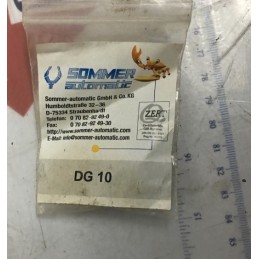 SOMMER
automatic
Sommer-automatic GmbH & Co. KG
Humboldtstraße 32-36
D-75334 Straubenhardt
Telefon: 0 70 82-92 49-0
Fax: 0 70 82-92 49-30
http://www.sommer-automatic.com
E-Mail info@sommer-automatic.com
ZER
DG 10